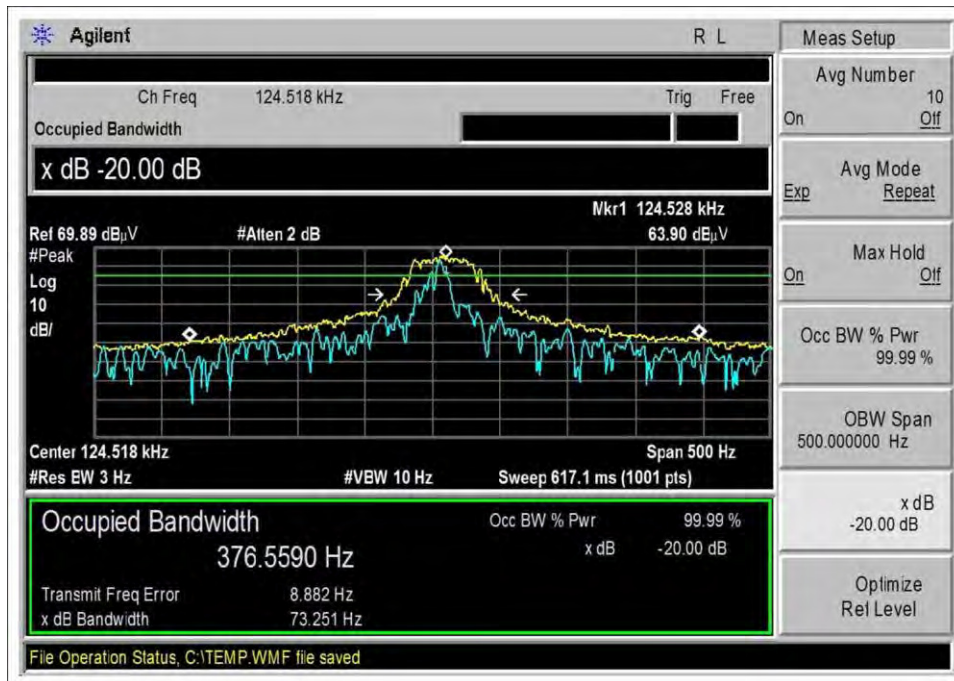 Agilent R L
Ch Freq 124.518 kHz Trig Free
Occupied Bandwidth
x dB -20.00 dB
Mkr1 124.528 kHz
Ref 69.89 dBµV #Atten 2 dB 63.90 dBµV
#Peak
Log
10
dB/
Center 124.518 kHz Span 500 Hz
#Res BW 3 Hz #VBW 10 Hz Sweep 617.1 ms (1001 pts)
Occupied Bandwidth Occ BW % Pwr 99.99 %
376.5590 Hz x dB -20.00 dB
Transmit Freq Error 8.882 Hz
x dB Bandwidth 73.251 Hz
File Operation Status, C:\TEMP.WMF file saved
Meas Setup
Avg Number
10
On Off
Avg Mode
Exp Repeat
Max Hold
On Off
Occ BW % Pwr
99.99 %
OBW Span
500.000000 Hz
x dB
-20.00 dB
Optimize
Ref Level